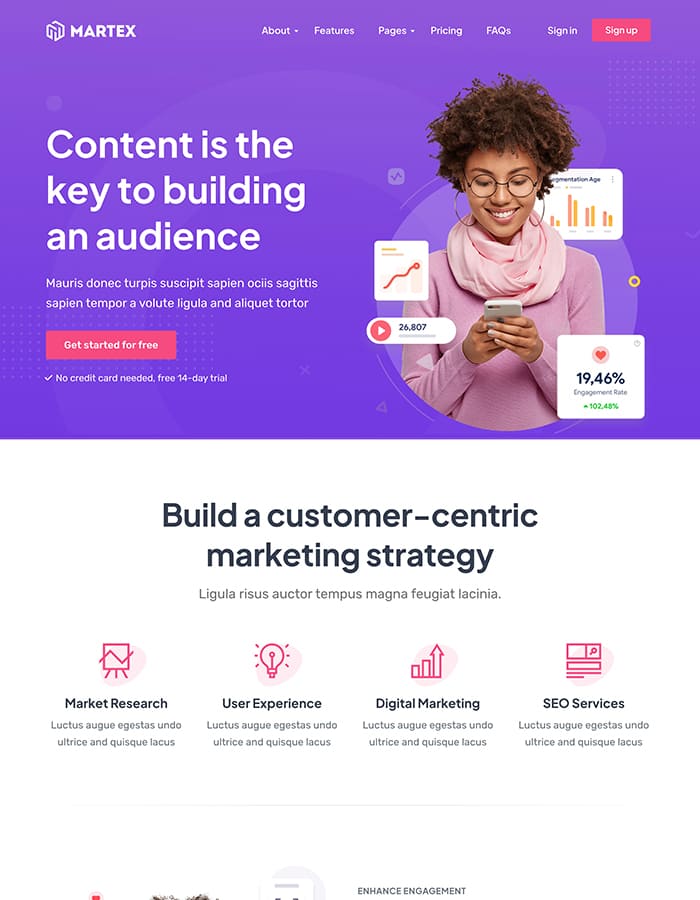 MARTEX
About
Features
Pages
Pricing
FAQs
Sign in
Sign up
Content is the
key to building
an audience
Mauris donec turpis suscipit sapien ociis sagittis
sapien tempor a volute ligula and aliquet tortor
Get started for free
No credit card needed, free 14-day trial
Age
26,807
19,46%
Engagement Rate
102,48%
Build a customer-centric
marketing strategy
Ligula risus auctor tempus magna feugiat lacinia.
Market Research
Luctus augue egestas undo
ultrice and quisque lacus
User Experience
Luctus augue egestas undo
ultrice and quisque lacus
Digital Marketing
Luctus augue egestas undo
ultrice and quisque lacus
SEO Services
Luctus augue egestas undo
ultrice and quisque lacus
ENHANCE ENGAGEMENT